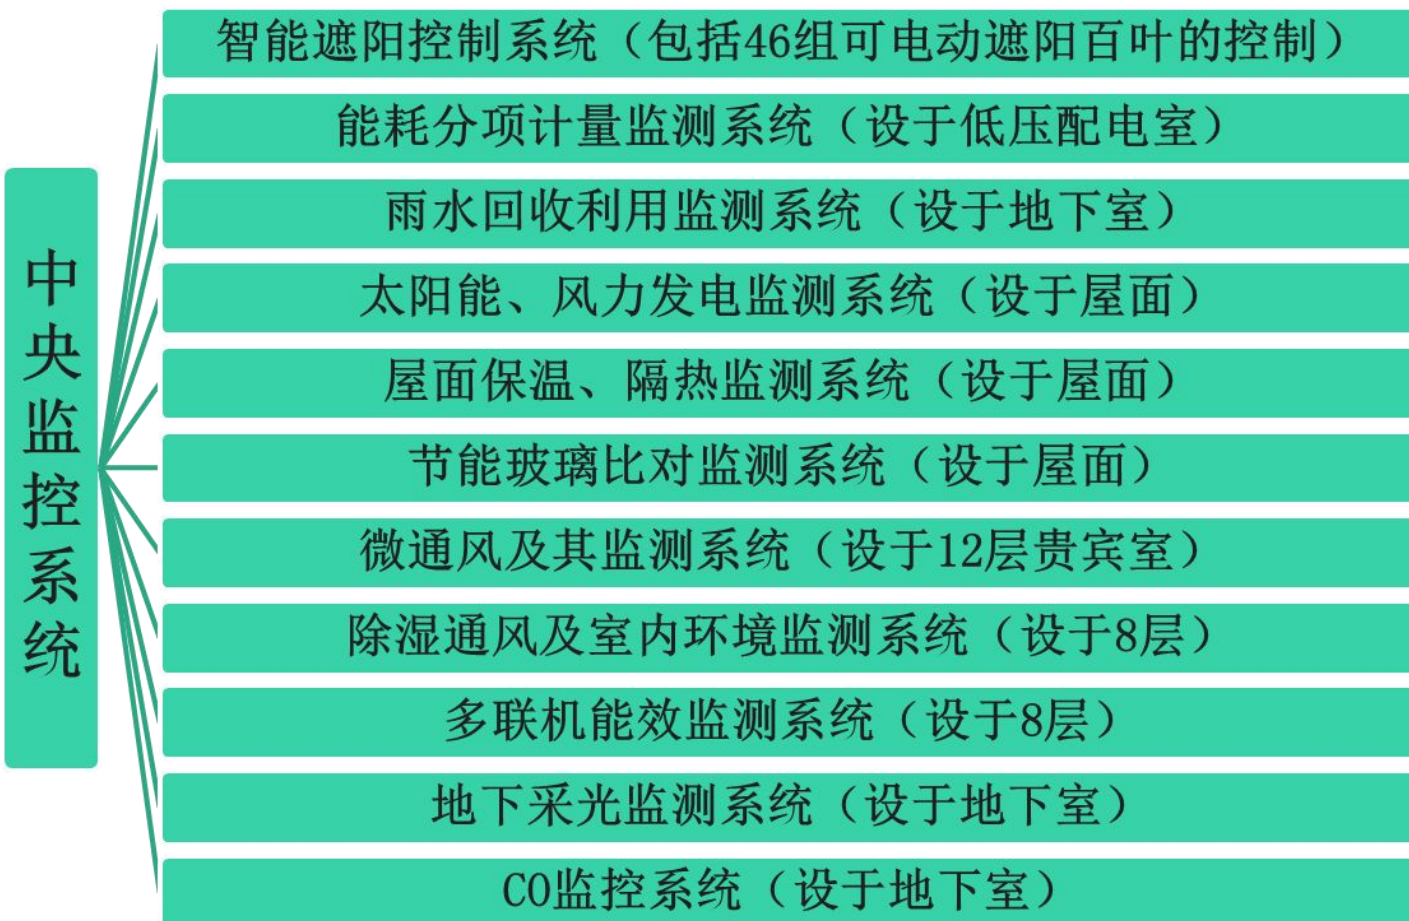 中央监控系统
智能遮阳控制系统（包括46组可电动遮阳百叶的控制）
能耗分项计量监测系统（设于低压配电室）
雨水回收利用监测系统（设于地下室）
太阳能、风力发电监测系统（设于屋面）
屋面保温、隔热监测系统（设于屋面）
节能玻璃比对监测系统（设于屋面）
微通风及其监测系统（设于12层贵宾室）
除湿通风及室内环境监测系统（设于8层）
多联机能效监测系统（设于8层）
地下采光监测系统（设于地下室）
CO监控系统（设于地下室）